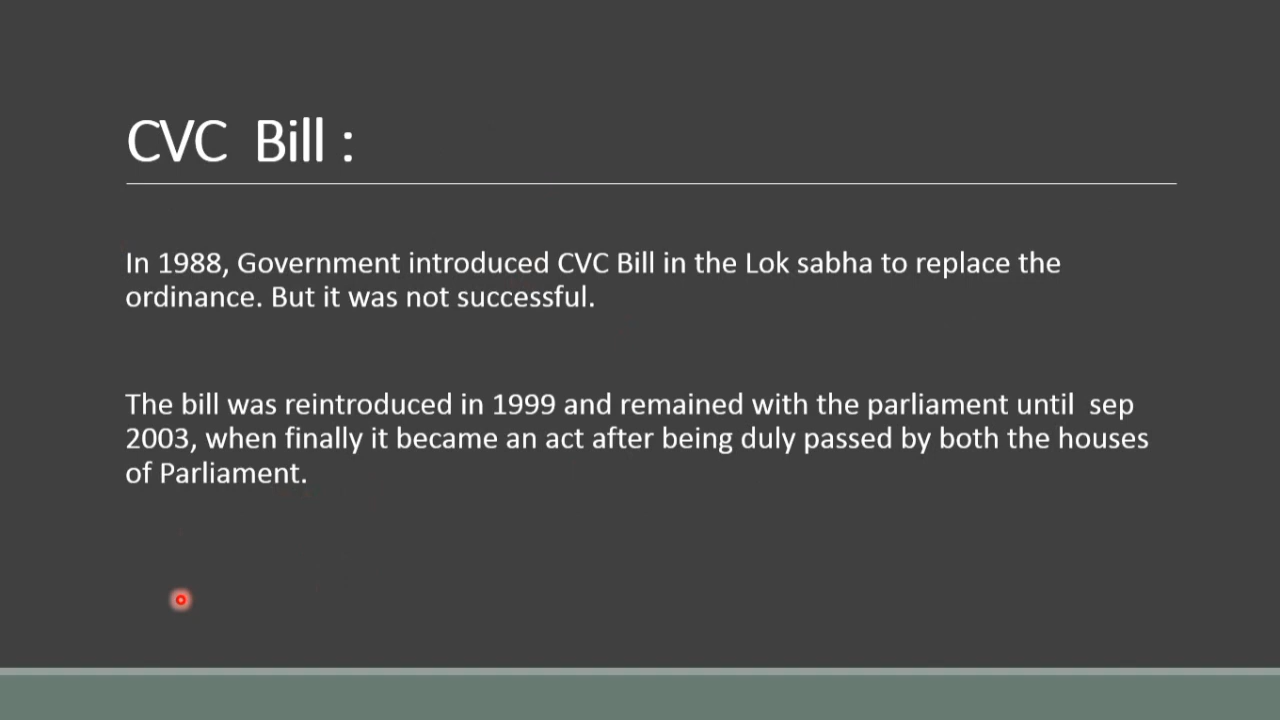 CVC Bill :
In 1988, Government introduced CVC Bill in the Lok sabha to replace the
ordinance. But it was not successful.
The bill was reintroduced in 1999 and remained with the parliament until sep
2003, when finally it became an act after being duly passed by both the houses
of Parliament.